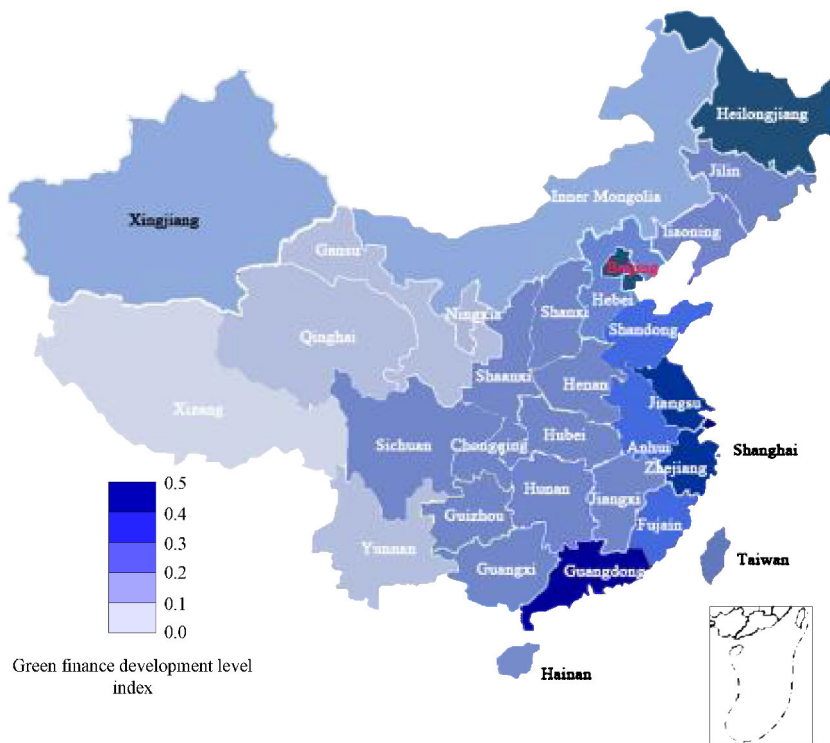 Heilongjiang
Jilin
Inner Mongolia
Liaoning
Xingjiang
Gansu
Beijing
Hebei
Ningxia
Shanxi
Shandong
Qinghai
Shaanxi
Henan
Jiangsu
Xizang
Sichuan
Chongqing
Hubei
Anhui
Shanghai
Zhejiang
Hunan
Jiangxi
Guizhou
Fujain
Yunnan
Guangxi
Guangdong
Taiwan
Hainan
0.5
0.4
0.3
0.1
0.0
Green finance development level
index